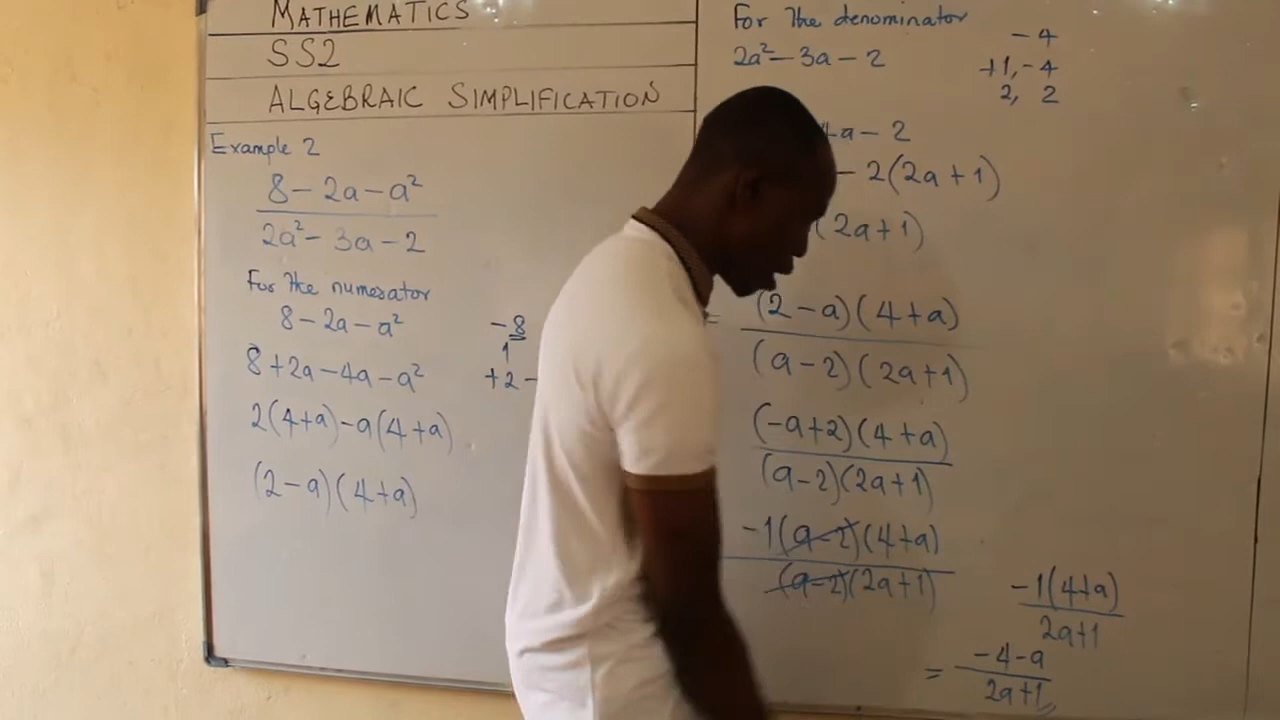 MATHEMATICS
SS2
ALGEBRAIC SIMPLIFICATION
Example 2
8 - 2a - a²
2a² - 3a - 2
For the numerator
8 - 2a - a²
8 + 2a - 4a - a²
2(4+a) - a(4+a)
(2 - a)(4+a)
-8
1
+2 -
For the denominator
2a² - 3a - 2
-4
+1, -4
2, 2
4a - 2
- 2(2a + 1)
(2a + 1)
= (2 - a)(4 + a)
(a - 2)(2a + 1)
(-a+2)(4+a)
(a-2)(2a+1)
-1(a-2)(4+a)
(a-2)(2a+1)
-1(4+a)
2a+1
= -4-a
2a+1